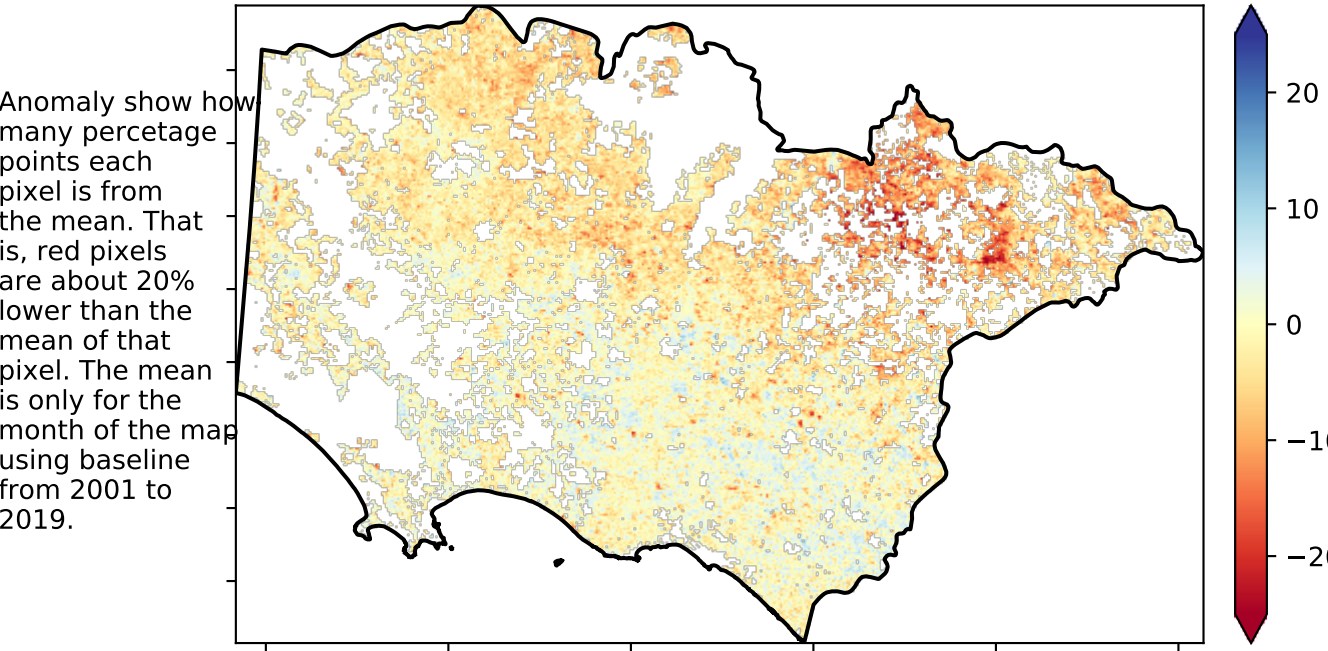 Anomaly show how
many percetage
points each
pixel is from
the mean. That
is, red pixels
are about 20%
lower than the
mean of that
pixel. The mean
is only for the
month of the map
using baseline
from 2001 to
2019.
20
10
0
−10
−20